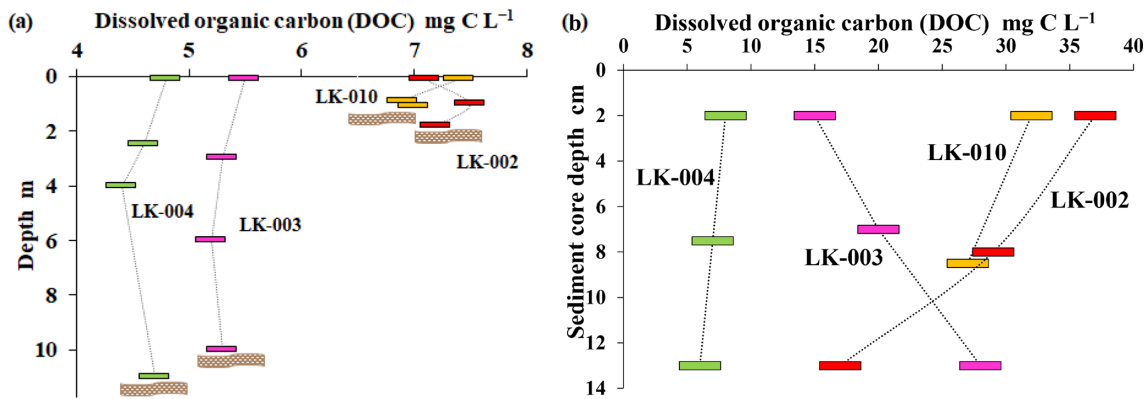 (a) Dissolved organic carbon (DOC) mg C L⁻¹
4 5 6 7 8
0
2
4
6
8
10
Depth m
LK-004
LK-003
LK-010
LK-002
(b) Dissolved organic carbon (DOC) mg C L⁻¹
0 5 10 15 20 25 30 35 40
0
2
4
6
8
10
12
14
Sediment core depth cm
LK-004
LK-003
LK-010
LK-002